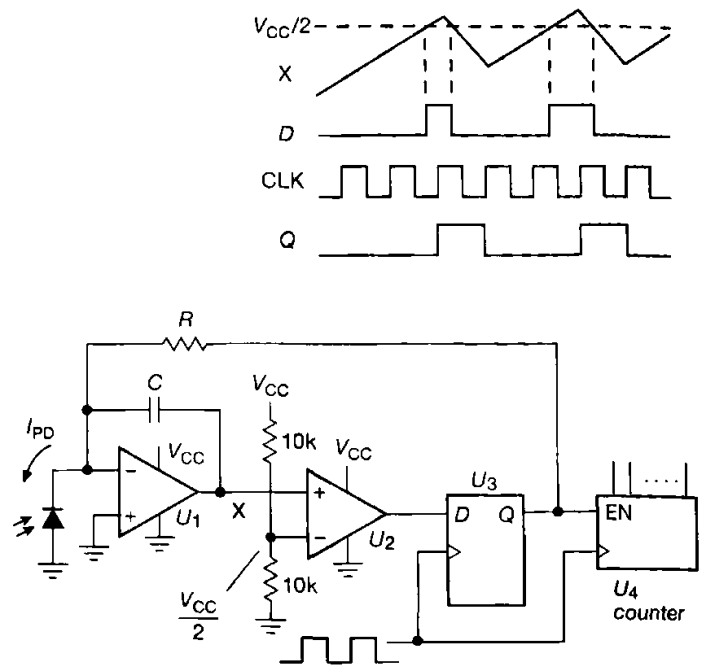 V_CC/2
X
D
CLK
Q
R
C
V_CC
I_PD
10k
V_CC
V_CC
U_3
−
+
U_1
X
+
−
U_2
D Q
EN
10k
V_CC
2
U_4
counter